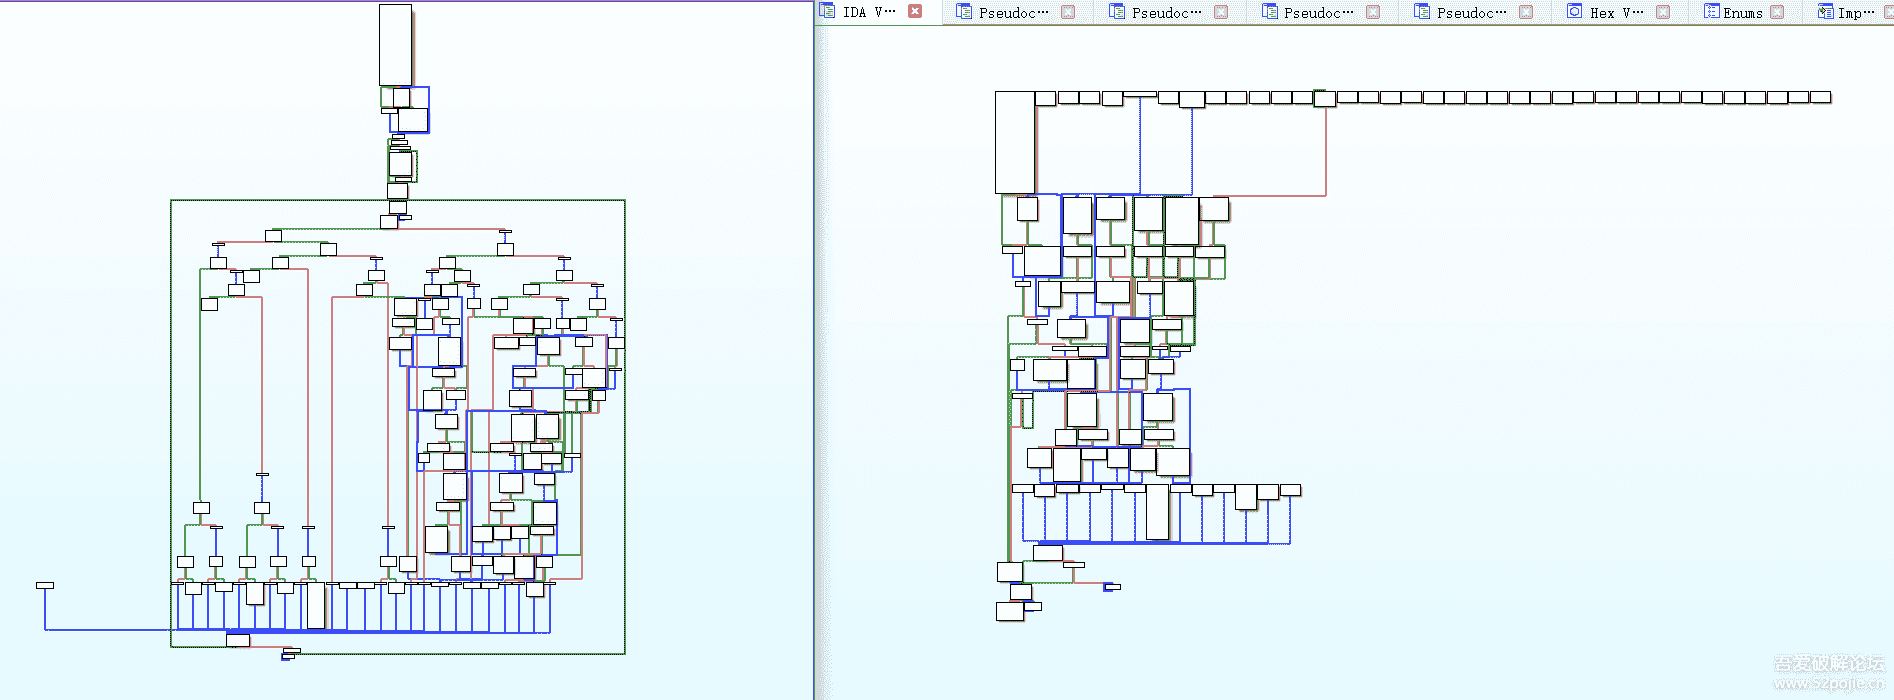 IDA V…
Pseudoc…
Pseudoc…
Pseudoc…
Pseudoc…
Hex V…
Enums
Imp…
吾爱破解论坛
www.52pojie.cn